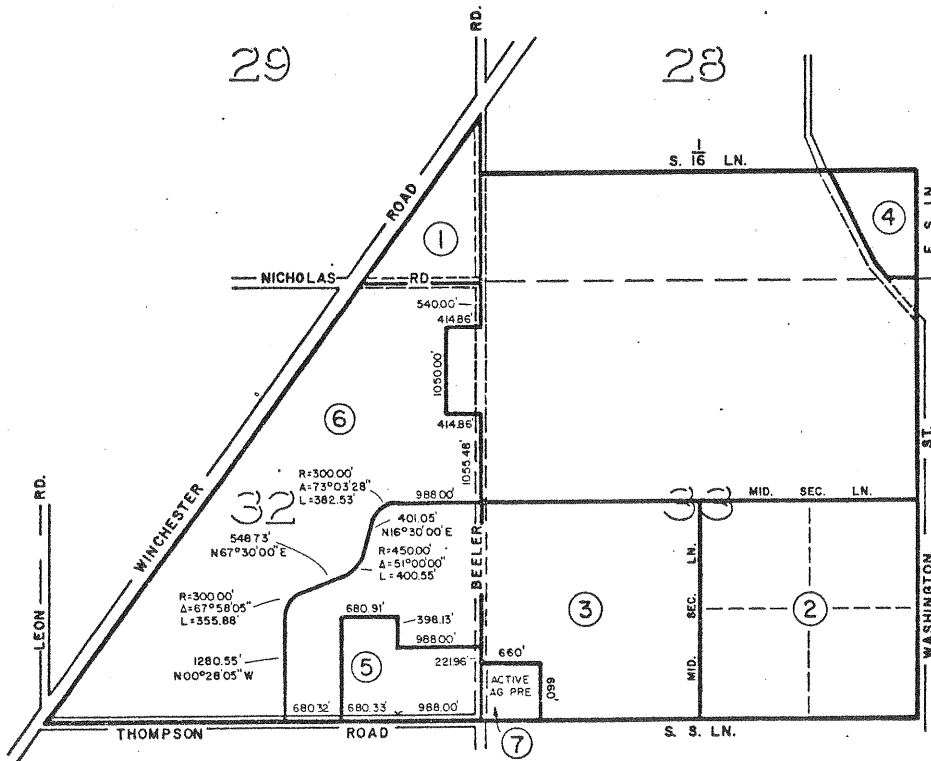 29
28
RD.
S. 1/16 LN.
E. S. LN.
④
ROAD
①
NICHOLAS RD
540.00'
414.86'
1050.00'
414.86'
⑥
1055.48'
R=300.00'
Δ=73°03'28"
L=382.53'
988.00'
MID. SEC. LN.
32
33
401.05'
N16°30'00"E
548.73'
N67°30'00"E
R=450.00'
Δ=51°00'00"
L=400.55'
WINCHESTER
BEELER
LEON RD.
WASHINGTON ST.
R=300.00'
Δ=67°58'05"
L=355.88'
680.91'
398.13'
988.00'
③
MID. SEC. LN.
②
1280.55'
N00°28'05"W
⑤
221.96'
660'
660'
ACTIVE
AG PRE
680.32'
680.33'
988.00'
THOMPSON ROAD
⑦
S. S. LN.